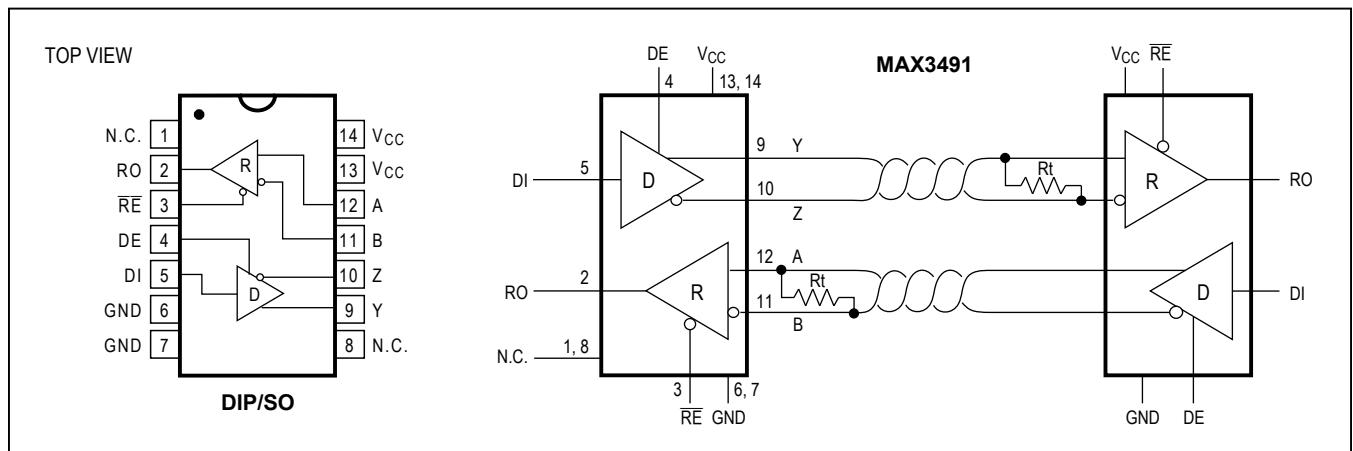 TOP VIEW
N.C. 1
RO 2
RE 3
DE 4
DI 5
GND 6
GND 7
14 VCC
13 VCC
12 A
11 B
10 Z
9 Y
8 N.C.
R
D
DIP/SO
MAX3491
DE
4
VCC
13, 14
DI
5
D
9 Y
10
Z
Rt
RO
2
R
12 A
11
B
Rt
N.C.
1, 8
3
RE
6, 7
GND
VCC
RE
R
RO
D
DI
GND
DE